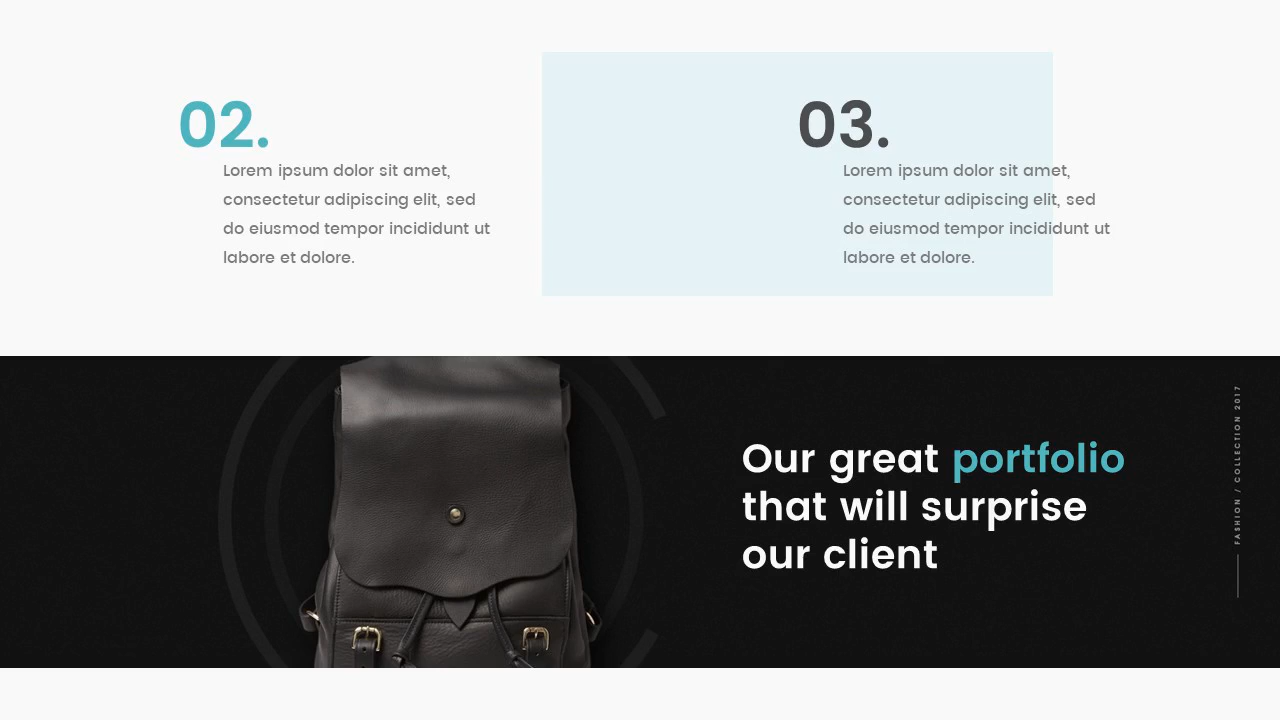 02.
Lorem ipsum dolor sit amet,
consectetur adipiscing elit, sed
do eiusmod tempor incididunt ut
labore et dolore.
03.
Lorem ipsum dolor sit amet,
consectetur adipiscing elit, sed
do eiusmod tempor incididunt ut
labore et dolore.
Our great portfolio
that will surprise
our client
FASHION / COLLECTION 2017